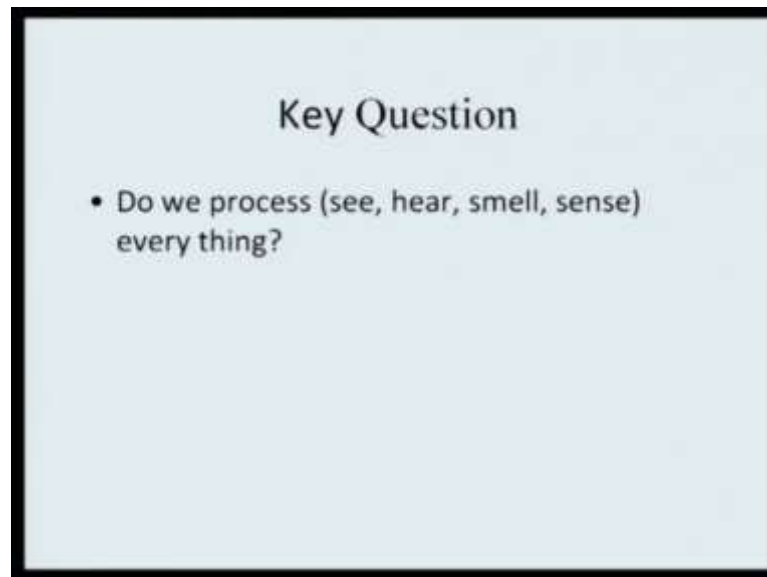 Key Question
• Do we process (see, hear, smell, sense)
every thing?